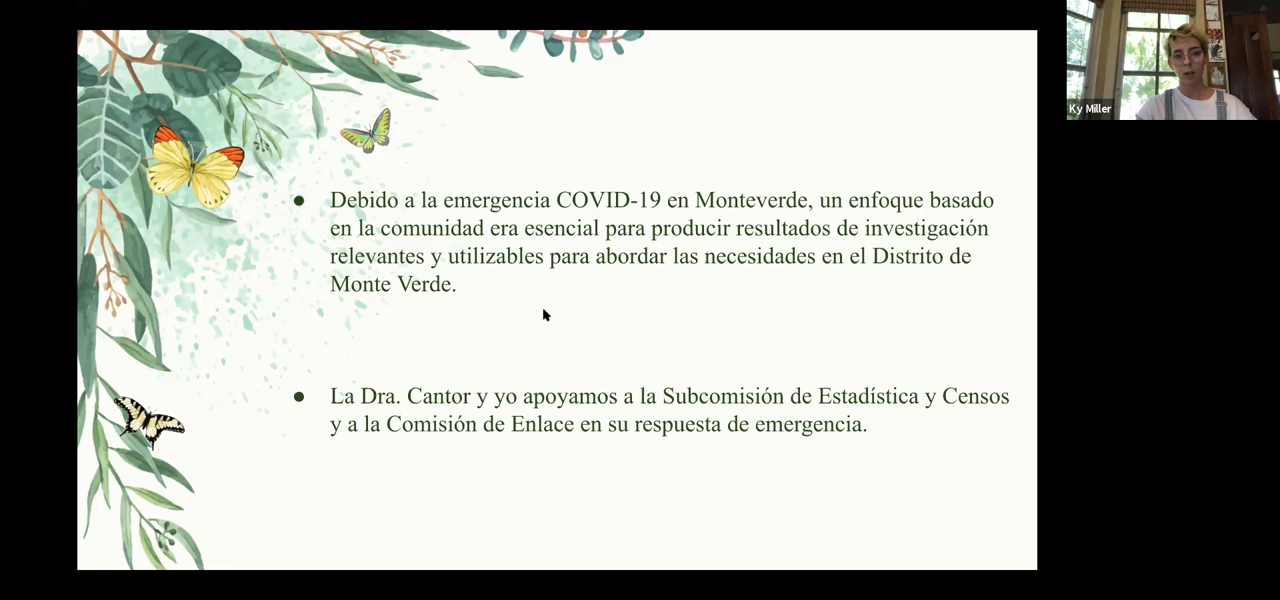 Ky Miller
● Debido a la emergencia COVID-19 en Monteverde, un enfoque basado
en la comunidad era esencial para producir resultados de investigación
relevantes y utilizables para abordar las necesidades en el Distrito de
Monte Verde.
● La Dra. Cantor y yo apoyamos a la Subcomisión de Estadística y Censos
y a la Comisión de Enlace en su respuesta de emergencia.